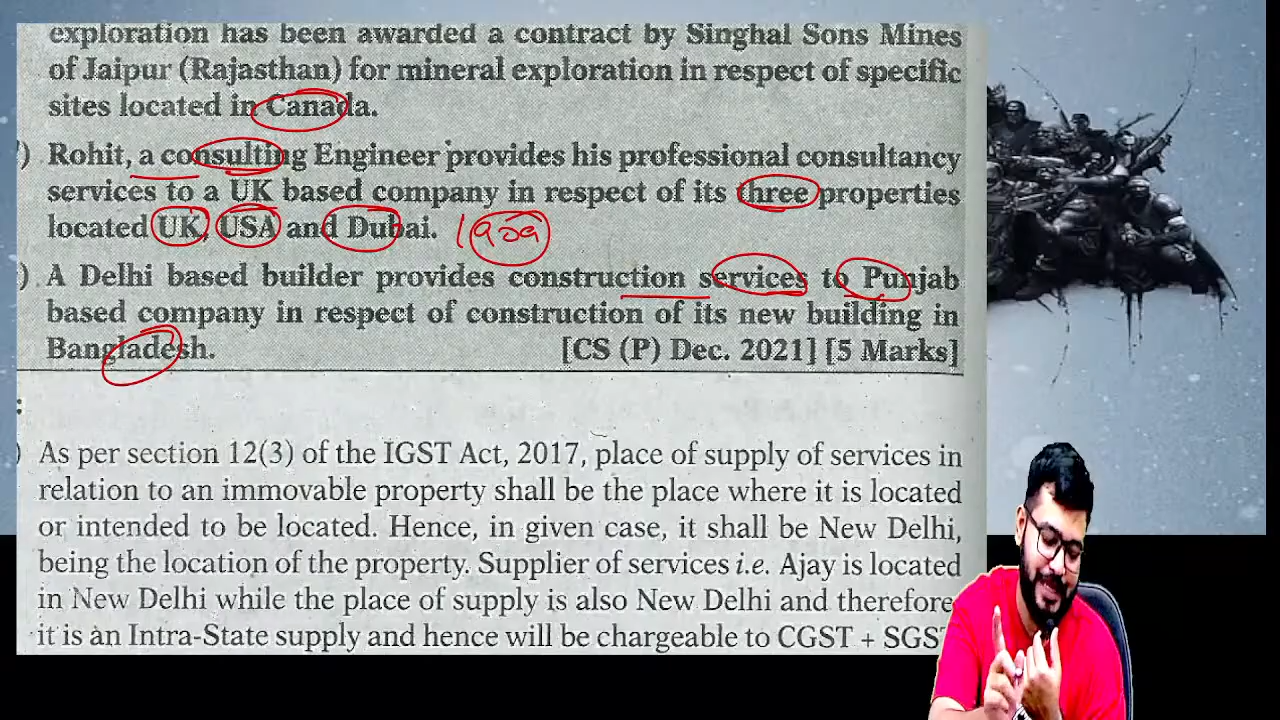 exploration has been awarded a contract by Singhal Sons Mines
of Jaipur (Rajasthan) for mineral exploration in respect of specific
sites located in Canada.
) Rohit, a consulting Engineer provides his professional consultancy
services to a UK based company in respect of its three properties
located UK, USA and Dubai.
) A Delhi based builder provides construction services to Punjab
based company in respect of construction of its new building in
Bangladesh. [CS (P) Dec. 2021] [5 Marks]
:
) As per section 12(3) of the IGST Act, 2017, place of supply of services in
relation to an immovable property shall be the place where it is located
or intended to be located. Hence, in given case, it shall be New Delhi,
being the location of the property. Supplier of services i.e. Ajay is located
in New Delhi while the place of supply is also New Delhi and therefore
it is an Intra-State supply and hence will be chargeable to CGST + SGST